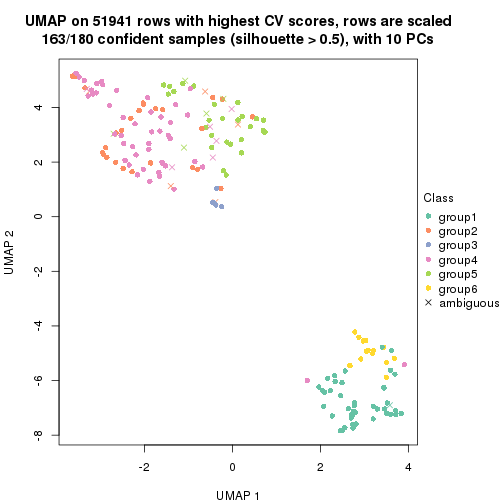 UMAP on 51941 rows with highest CV scores, rows are scaled
163/180 confident samples (silhouette > 0.5), with 10 PCs
4
2
0
-2
-4
-6
-8
UMAP 2
-2
0
2
4
UMAP 1
Class
group1
group2
group3
group4
group5
group6
ambiguous